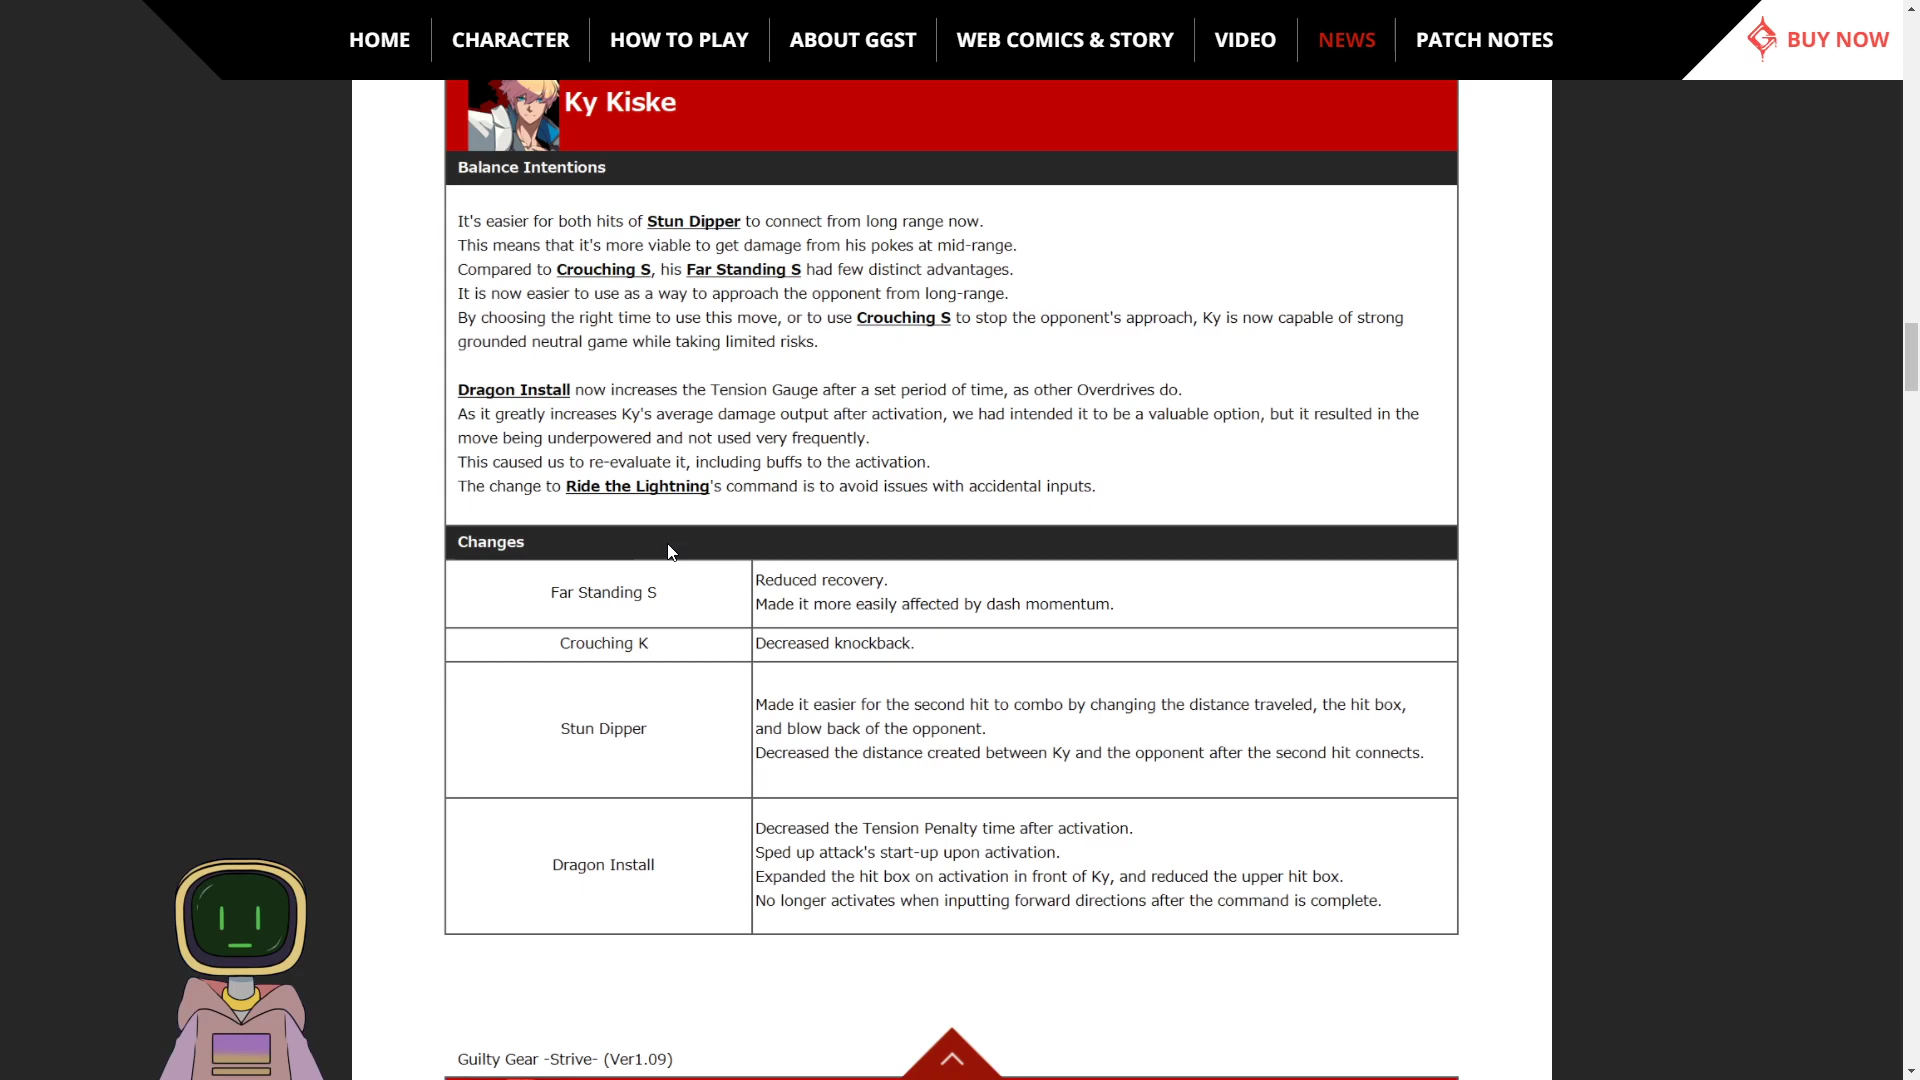 HOME CHARACTER HOW TO PLAY ABOUT GGST WEB COMICS & STORY VIDEO NEWS PATCH NOTES BUY NOW
Ky Kiske
Balance Intentions
It's easier for both hits of Stun Dipper to connect from long range now.
This means that it's more viable to get damage from his pokes at mid-range.
Compared to Crouching S, his Far Standing S had few distinct advantages.
It is now easier to use as a way to approach the opponent from long-range.
By choosing the right time to use this move, or to use Crouching S to stop the opponent's approach, Ky is now capable of strong
grounded neutral game while taking limited risks.
Dragon Install now increases the Tension Gauge after a set period of time, as other Overdrives do.
As it greatly increases Ky's average damage output after activation, we had intended it to be a valuable option, but it resulted in the
move being underpowered and not used very frequently.
This caused us to re-evaluate it, including buffs to the activation.
The change to Ride the Lightning's command is to avoid issues with accidental inputs.
Changes
Far Standing S
Reduced recovery.
Made it more easily affected by dash momentum.
Crouching K
Decreased knockback.
Stun Dipper
Made it easier for the second hit to combo by changing the distance traveled, the hit box,
and blow back of the opponent.
Decreased the distance created between Ky and the opponent after the second hit connects.
Dragon Install
Decreased the Tension Penalty time after activation.
Sped up attack's start-up upon activation.
Expanded the hit box on activation in front of Ky, and reduced the upper hit box.
No longer activates when inputting forward directions after the command is complete.
Guilty Gear -Strive- (Ver1.09)